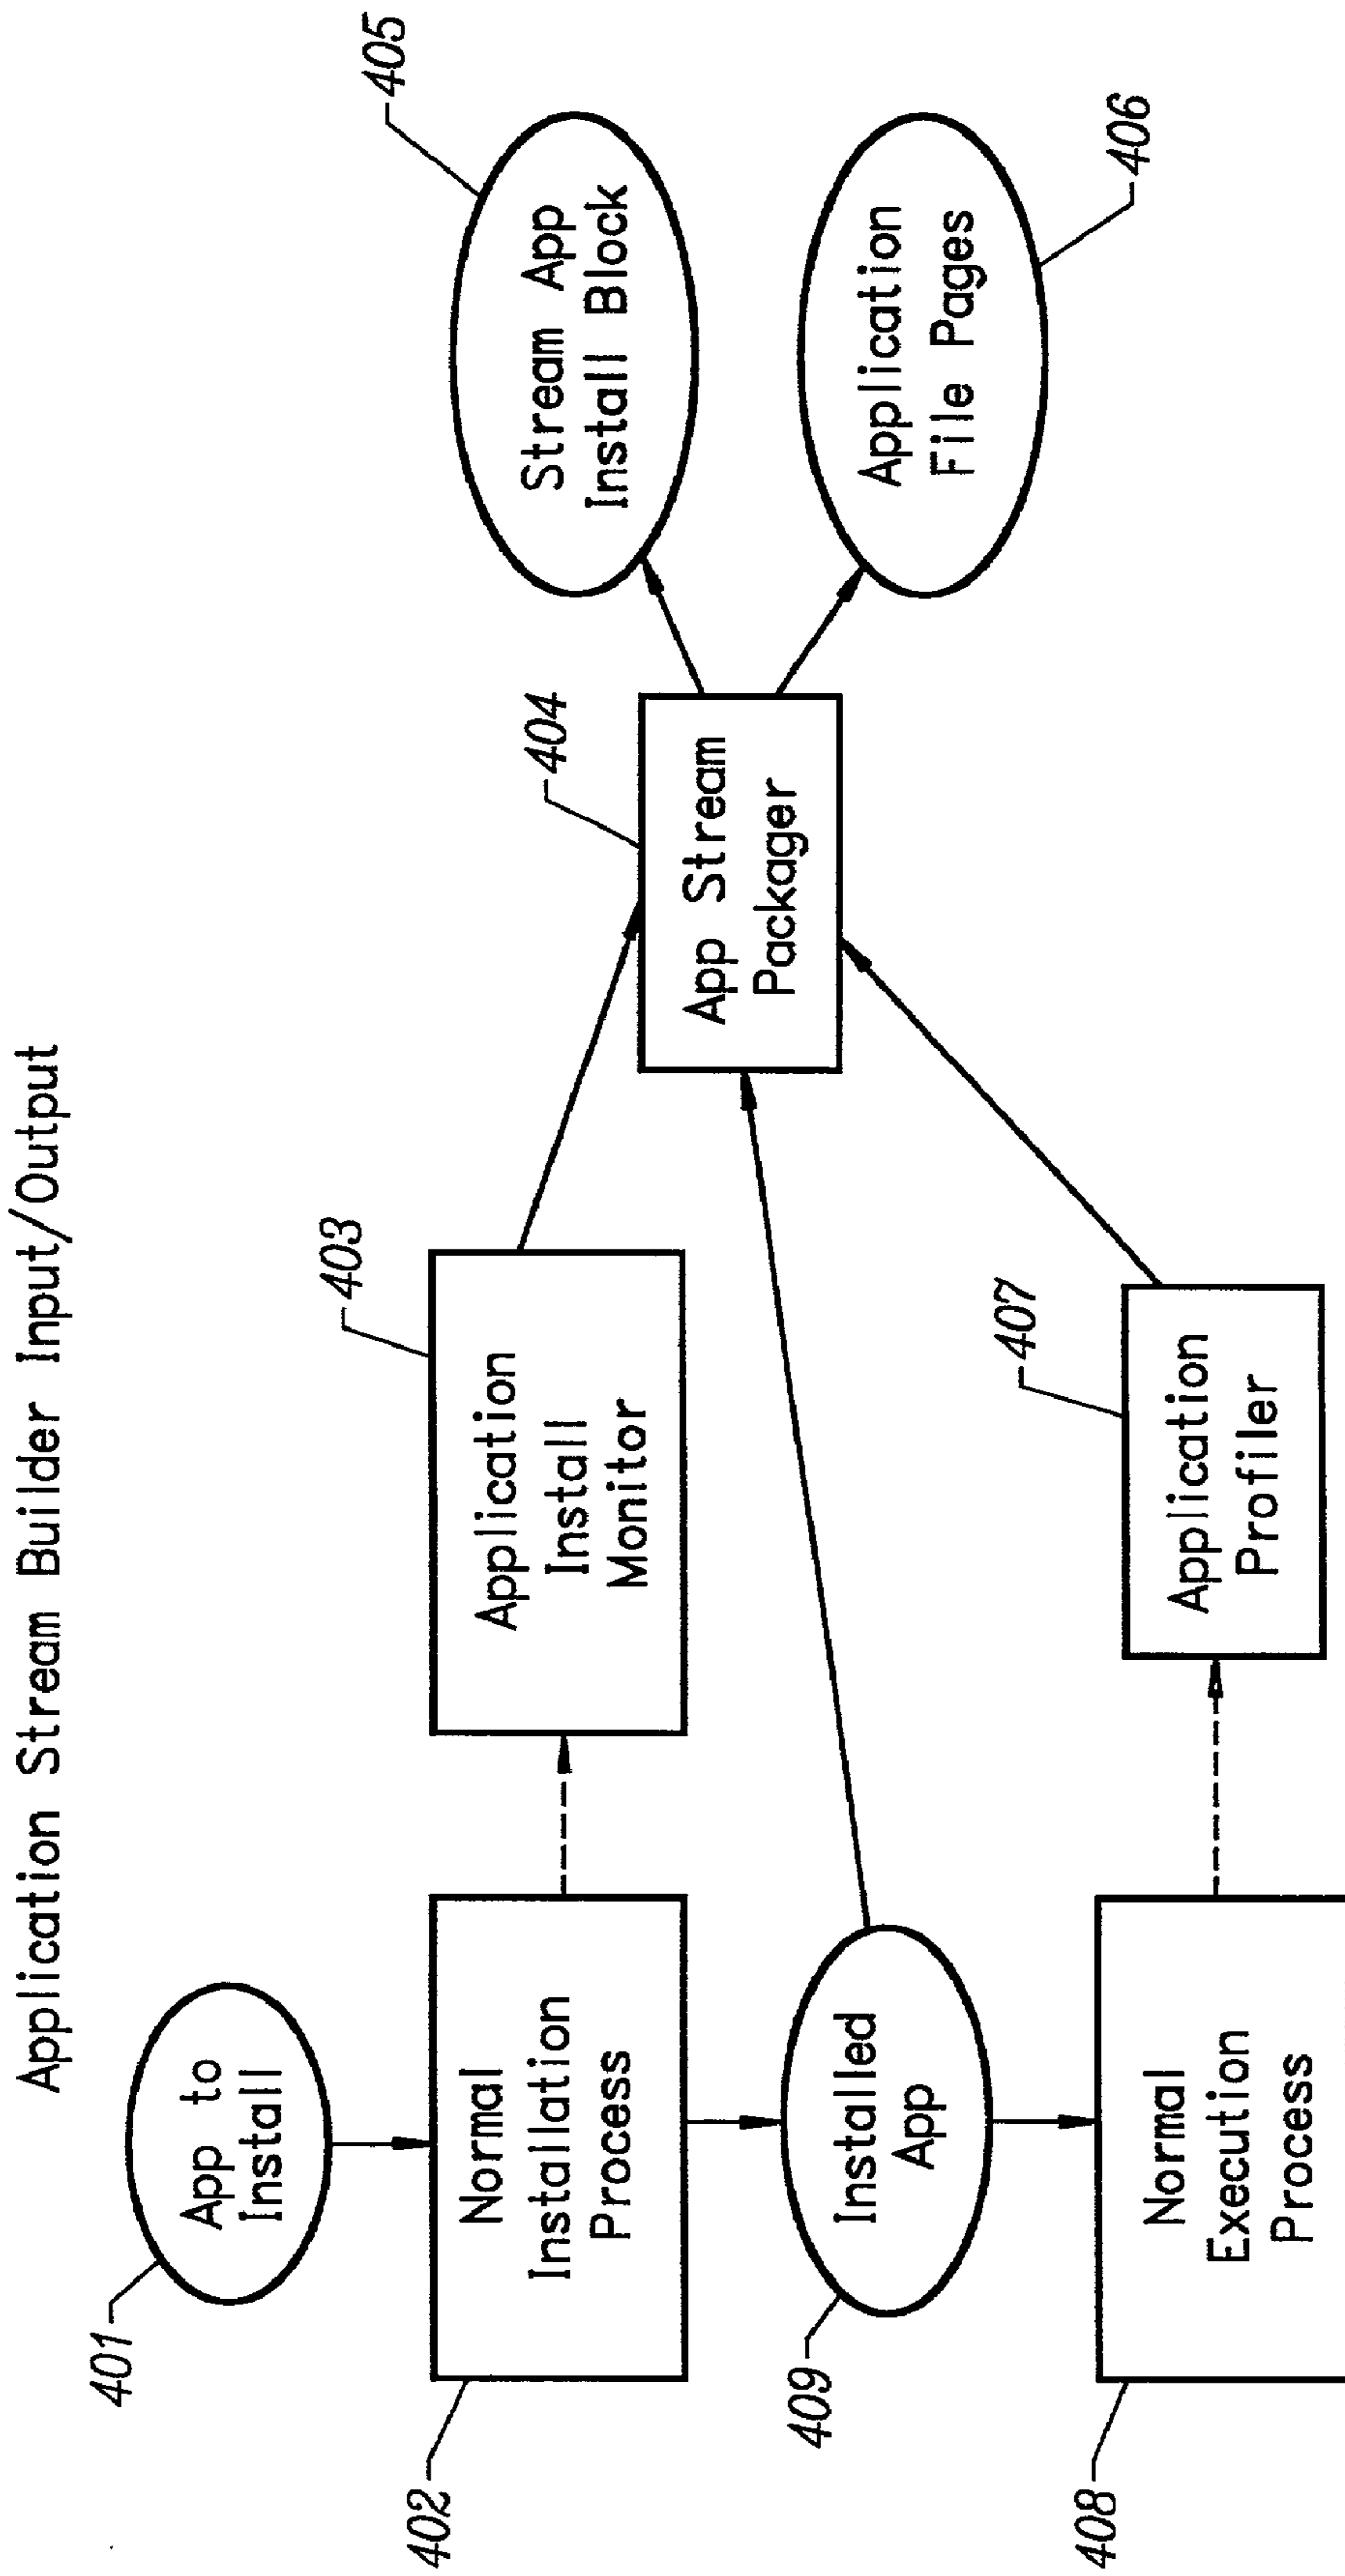 Application Stream Builder Input/Output
401
App to
Install
402
Normal
Installation
Process
403
Application
Install
Monitor
404
App Stream
Packager
405
Stream App
Install Block
Application
File Pages
406
409
Installed
App
407
Application
Profiler
408
Normal
Execution
Process